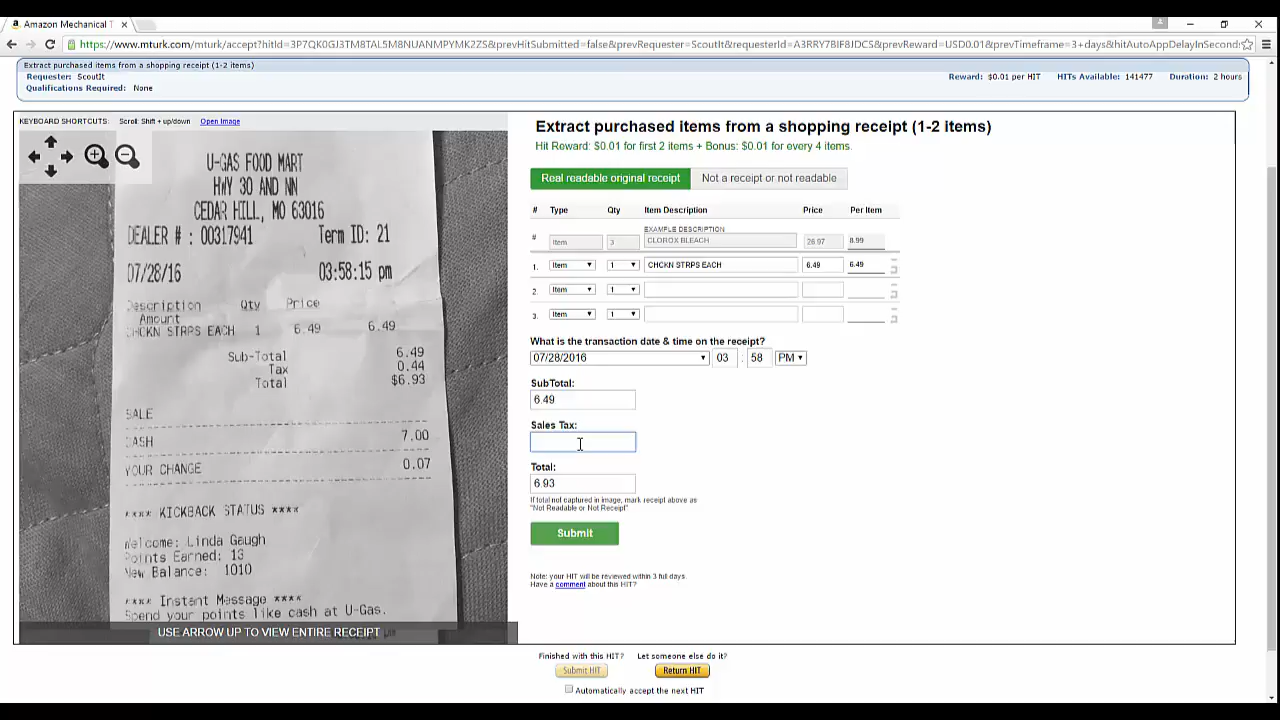 Amazon Mechanical T
https://www.mturk.com/mturk/accept?hitId=3P7QK0GJ3TM8TAL5M8NUANMPYMK2ZS&prevHitSubmitted=false&prevRequester=ScoutIt&requesterId=A3RRY7BIF8JDCS&prevReward=USD0.01&prevTimeframe=3+days&hitAutoAppDelayInSecond
Extract purchased items from a shopping receipt (1-2 items)
Requester: ScoutIt
Reward: $0.01 per HIT HITs Available: 141477 Duration: 2 hours
Qualifications Required: None
KEYBOARD SHORTCUTS: Scroll: Shift + up/down Open Image
U-GAS FOOD MART
HWY 30 AND NN
CEDAR HILL, MO 63016
DEALER # : 00317941 Term ID: 21
07/28/16 03:58:15 pm
Description Qty Price
Amount
CHCKN STRPS EACH 1 6.49 6.49
Sub-Total 6.49
Tax 0.44
Total $6.93
SALE
CASH 7.00
YOUR CHANGE 0.07
**** KICKBACK STATUS ****
Welcome: Linda Gaugh
Points Earned: 13
New Balance: 1010
**** Instant Message ****
Spend your points like cash at U-Gas.
USE ARROW UP TO VIEW ENTIRE RECEIPT
Extract purchased items from a shopping receipt (1-2 items)
Hit Reward: $0.01 for first 2 items + Bonus: $0.01 for every 4 items.
Real readable original receipt Not a receipt or not readable
# Type Qty Item Description Price Per Item
EXAMPLE DESCRIPTION
# Item 3 CLOROX BLEACH 26.97 8.99
1. Item 1 CHCKN STRPS EACH 6.49 6.49
2. Item 1
3. Item 1
What is the transaction date & time on the receipt?
07/28/2016 03 : 58 PM
SubTotal:
6.49
Sales Tax:
Total:
6.93
If total not captured in image, mark receipt above as
"Not Readable or Not Receipt"
Submit
Note: your HIT will be reviewed within 3 full days.
Have a comment about this HIT?
Finished with this HIT? Let someone else do it?
Submit HIT Return HIT
Automatically accept the next HIT